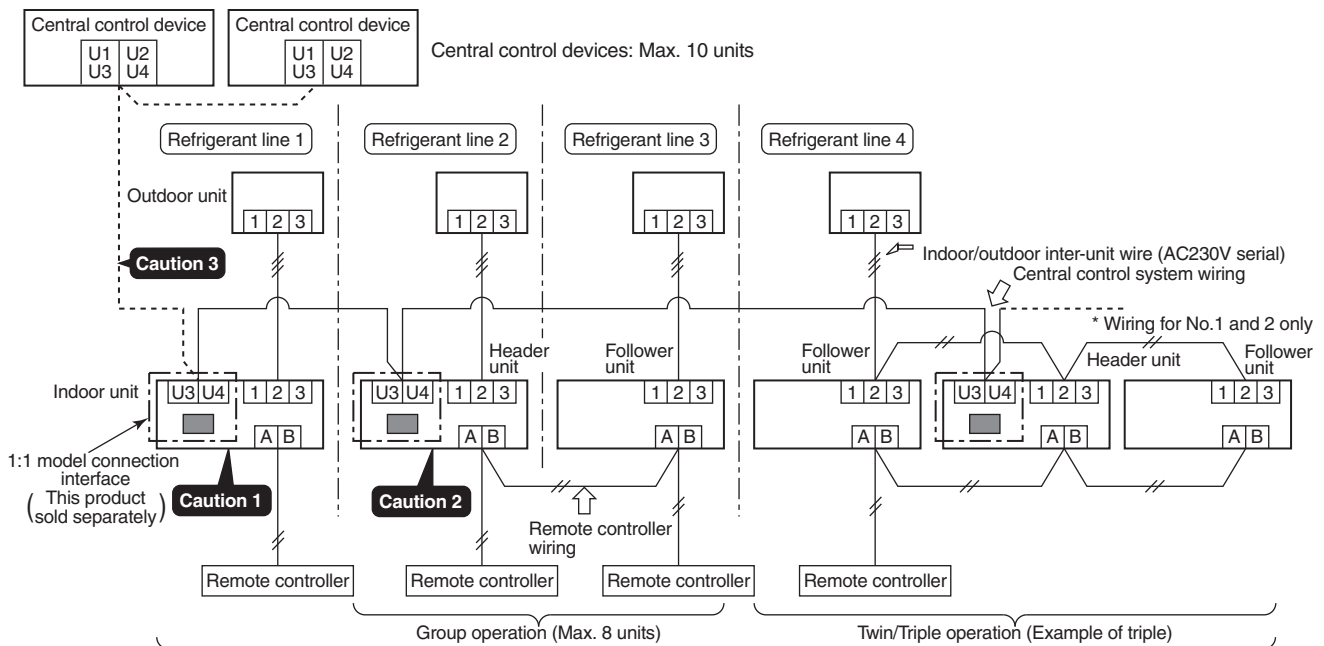 Central control device
U1 U2
U3 U4
Central control device
U1 U2
U3 U4
Central control devices: Max. 10 units
Refrigerant line 1
Refrigerant line 2
Refrigerant line 3
Refrigerant line 4
Outdoor unit
1 2 3
1 2 3
1 2 3
1 2 3
Caution 3
Indoor/outdoor inter-unit wire (AC230V serial)
Central control system wiring
* Wiring for No.1 and 2 only
Indoor unit
U3 U4
1 2 3
A B
Header
unit
U3 U4
1 2 3
A B
Follower
unit
1 2 3
A B
Follower
unit
1 2 3
A B
Header unit
U3 U4
1 2 3
A B
Follower
unit
1 2 3
A B
1:1 model connection
interface
(This product
sold separately)
Caution 1
Caution 2
Remote controller
wiring
Remote controller
Remote controller
Remote controller
Remote controller
Group operation (Max. 8 units)
Twin/Triple operation (Example of triple)